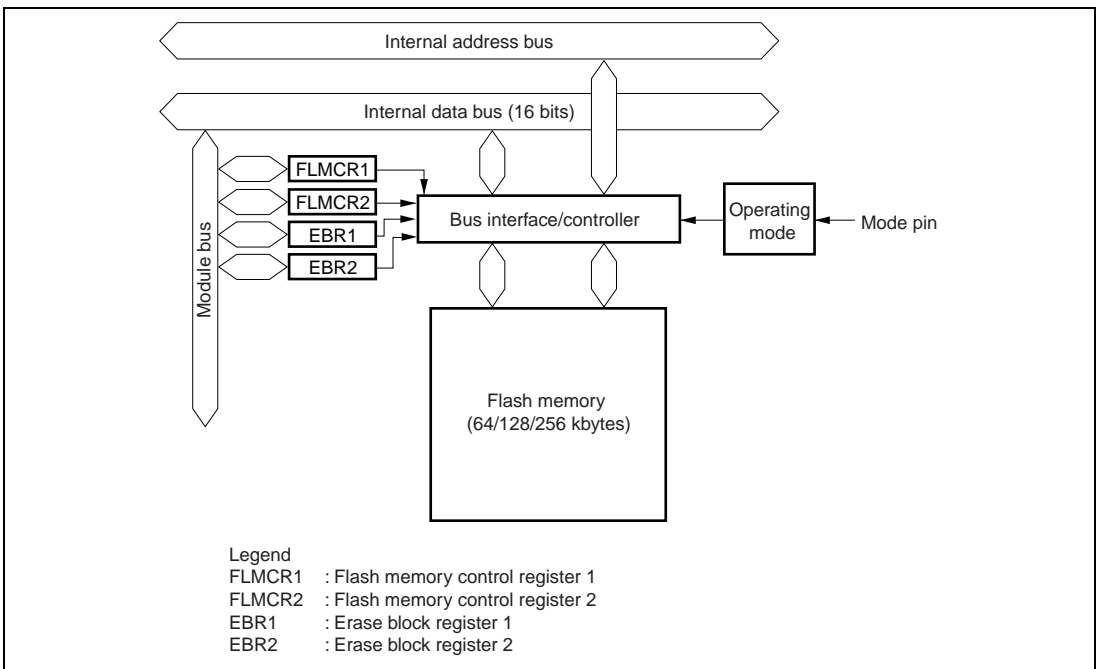 Internal address bus
Internal data bus (16 bits)
FLMCR1
FLMCR2
EBR1
EBR2
Module bus
Bus interface/controller
Operating
mode
Mode pin
Flash memory
(64/128/256 kbytes)
Legend
FLMCR1 : Flash memory control register 1
FLMCR2 : Flash memory control register 2
EBR1 : Erase block register 1
EBR2 : Erase block register 2